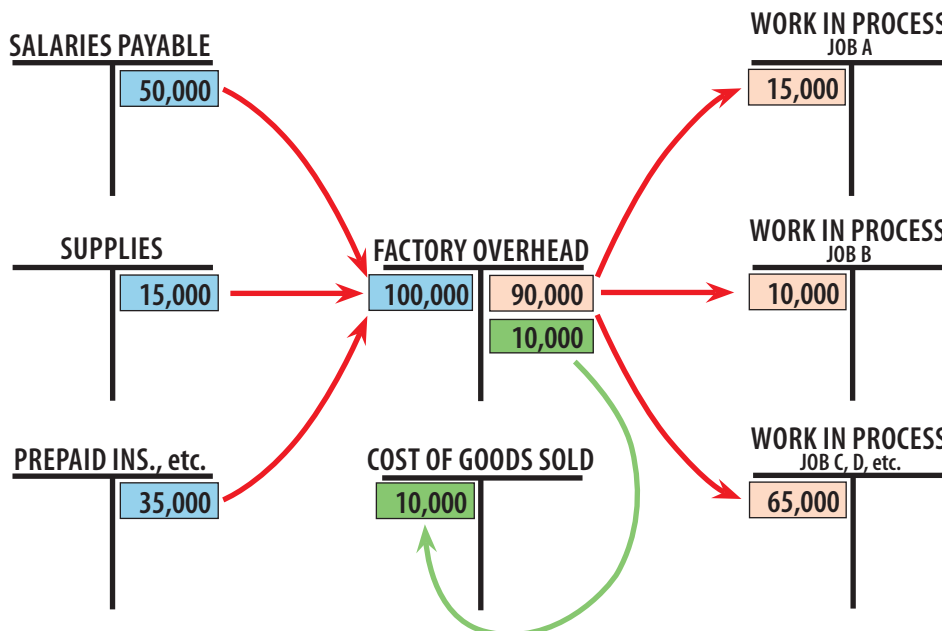 SALARIES PAYABLE
50,000
WORK IN PROCESS
JOB A
15,000
SUPPLIES
15,000
FACTORY OVERHEAD
100,000
90,000
10,000
WORK IN PROCESS
JOB B
10,000
PREPAID INS., etc.
35,000
COST OF GOODS SOLD
10,000
WORK IN PROCESS
JOB C, D, etc.
65,000